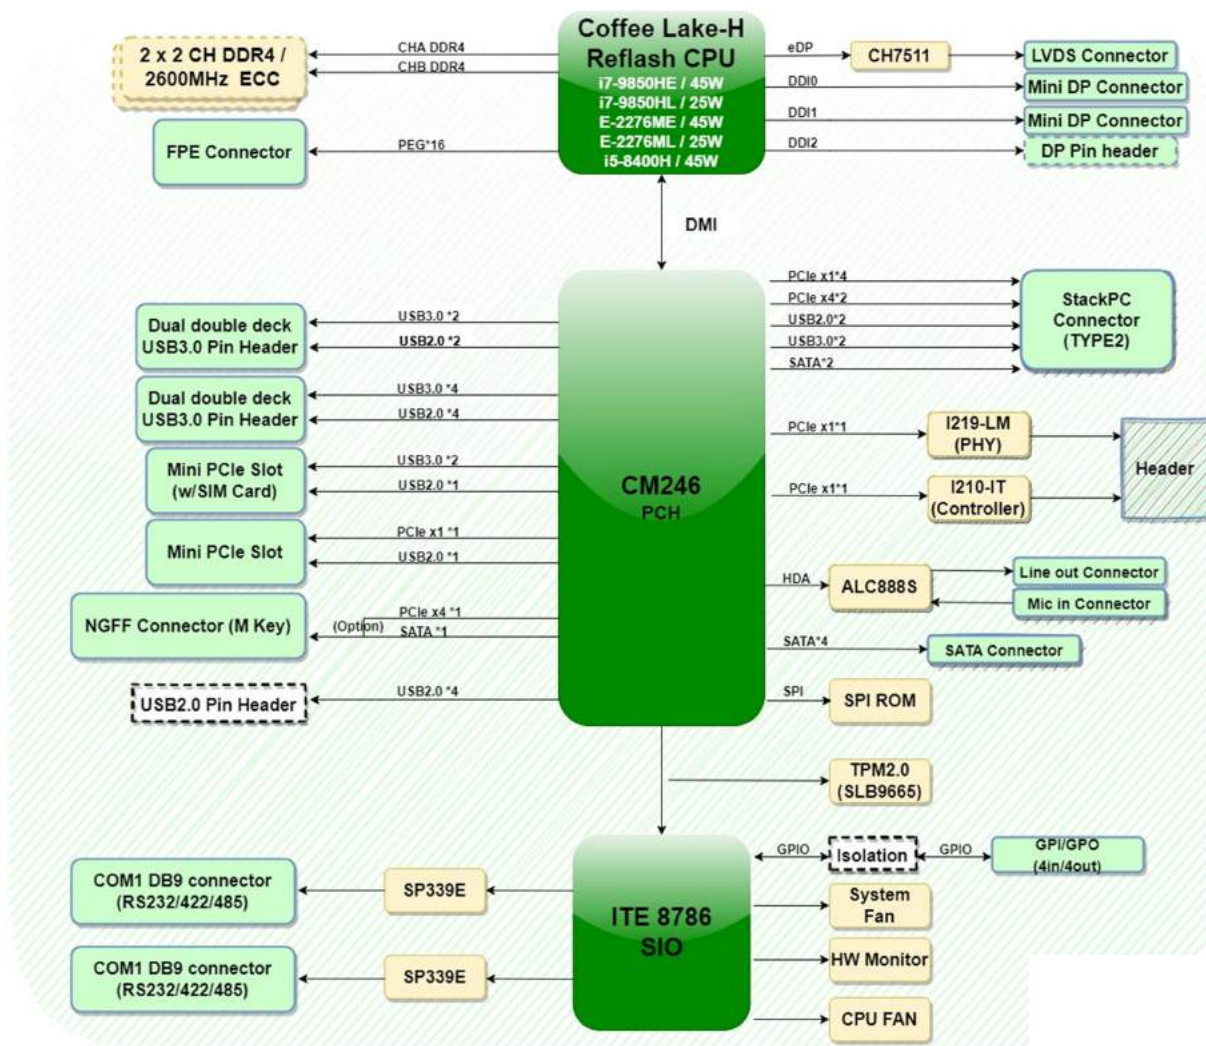 Coffee Lake-H
Reflash CPU
i7-9850HE / 45W
i7-9850HL / 25W
E-2276ME / 45W
E-2276ML / 25W
i5-8400H / 45W
2 x 2 CH DDR4 /
2600MHz ECC
CHA DDR4
CHB DDR4
FPE Connector
PEG*16
eDP
CH7511
LVDS Connector
DDI0
Mini DP Connector
DDI1
Mini DP Connector
DDI2
DP Pin header
DMI
CM246
PCH
Dual double deck
USB3.0 Pin Header
USB3.0 *2
USB2.0 *2
Dual double deck
USB3.0 Pin Header
USB3.0 *4
USB2.0 *4
Mini PCIe Slot
(w/SIM Card)
USB3.0 *2
USB2.0 *1
Mini PCIe Slot
PCIe x1 *1
USB2.0 *1
NGFF Connector (M Key)
(Option)
PCIe x4 *1
SATA *1
USB2.0 Pin Header
USB2.0 *4
PCIe x1*4
PCIe x4*2
USB2.0*2
USB3.0*2
SATA*2
StackPC
Connector
(TYPE2)
PCIe x1*1
I219-LM
(PHY)
PCIe x1*1
I210-IT
(Controller)
Header
HDA
ALC888S
Line out Connector
Mic in Connector
SATA*4
SATA Connector
SPI
SPI ROM
TPM2.0
(SLB9665)
ITE 8786
SIO
COM1 DB9 connector
(RS232/422/485)
SP339E
COM1 DB9 connector
(RS232/422/485)
SP339E
GPIO
Isolation
GPIO
GPI/GPO
(4in/4out)
System
Fan
HW Monitor
CPU FAN